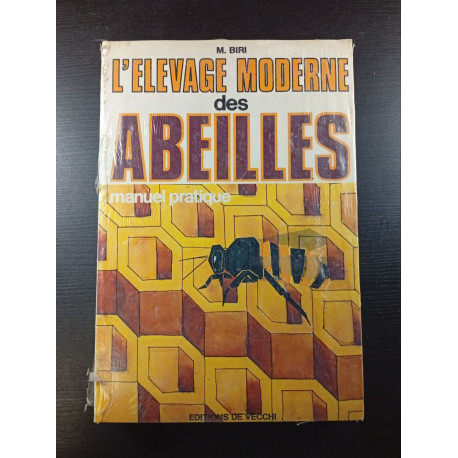 M. BIRI
L'ELEVAGE MODERNE
des
ABEILLES
manuel pratique
EDITIONS DE VECCHI